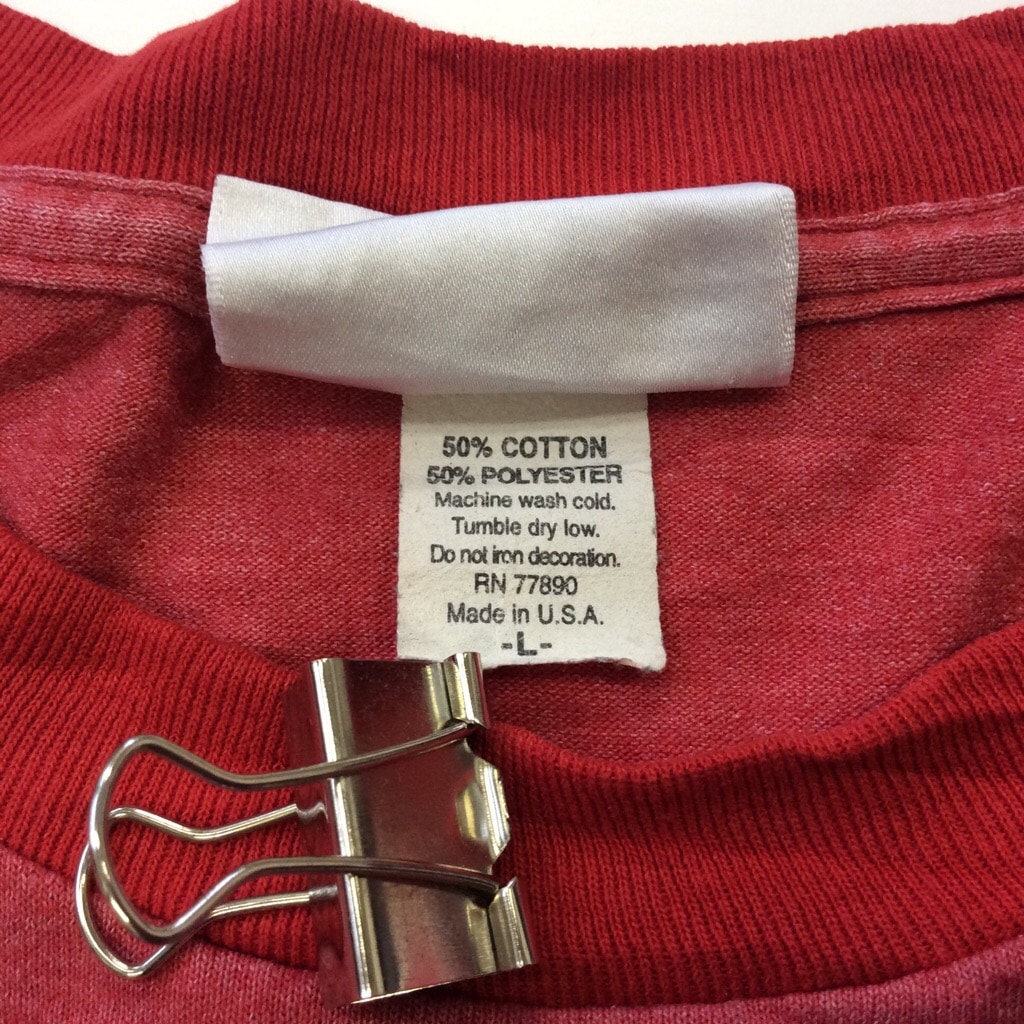 50% COTTON
50% POLYESTER
Machine wash cold.
Tumble dry low.
Do not iron decoration.
RN 77890
Made in U.S.A.
-L-